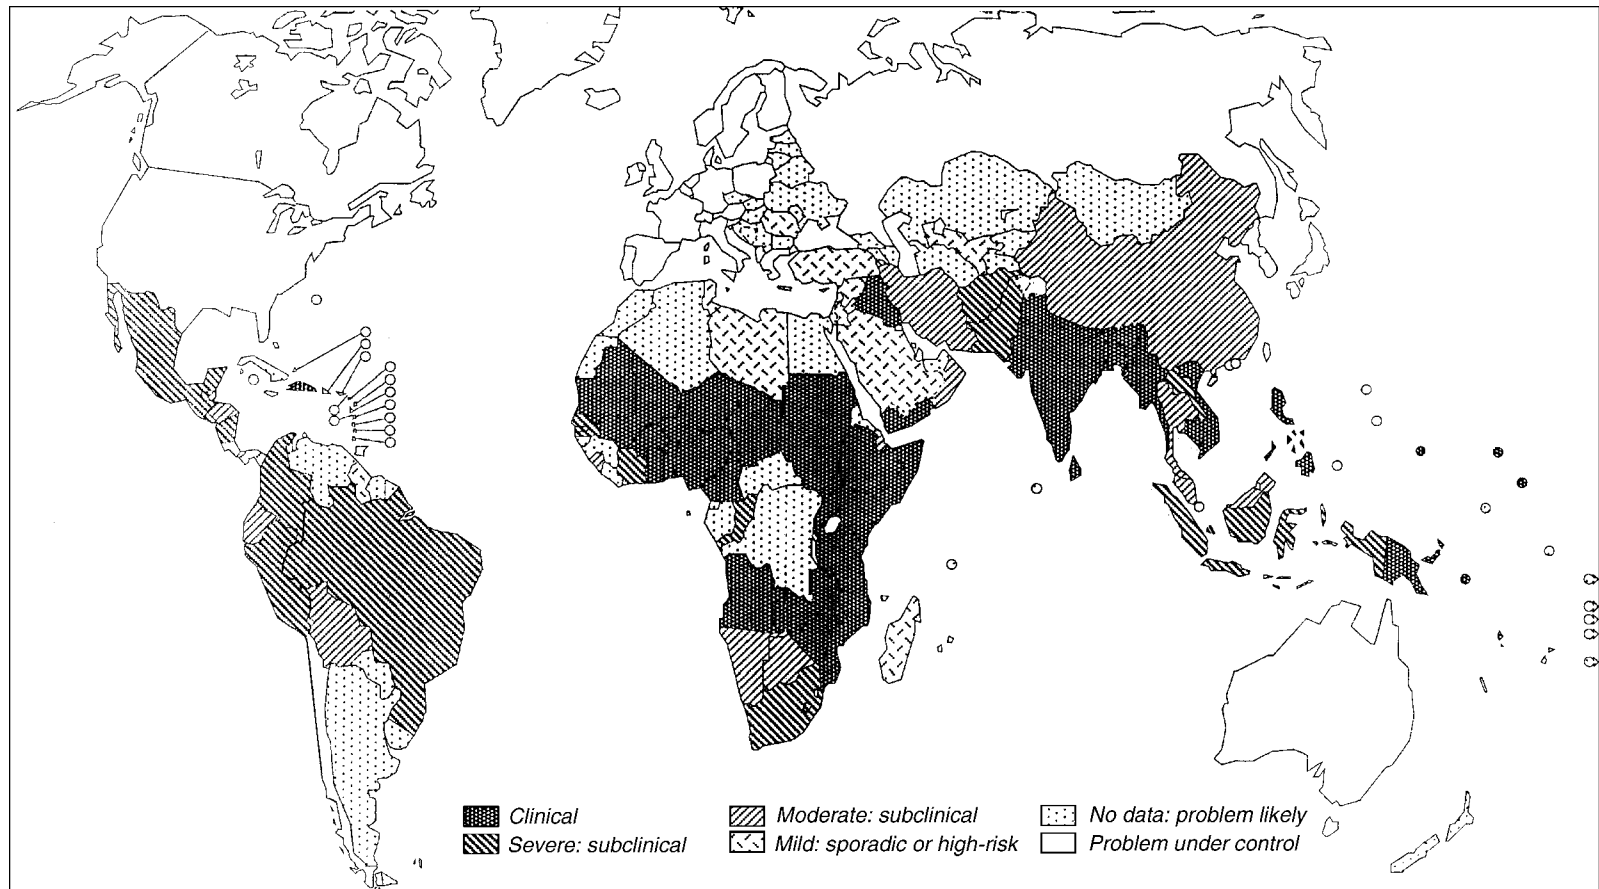 Clinical
Severe: subclinical
Moderate: subclinical
Mild: sporadic or high-risk
No data: problem likely
Problem under control